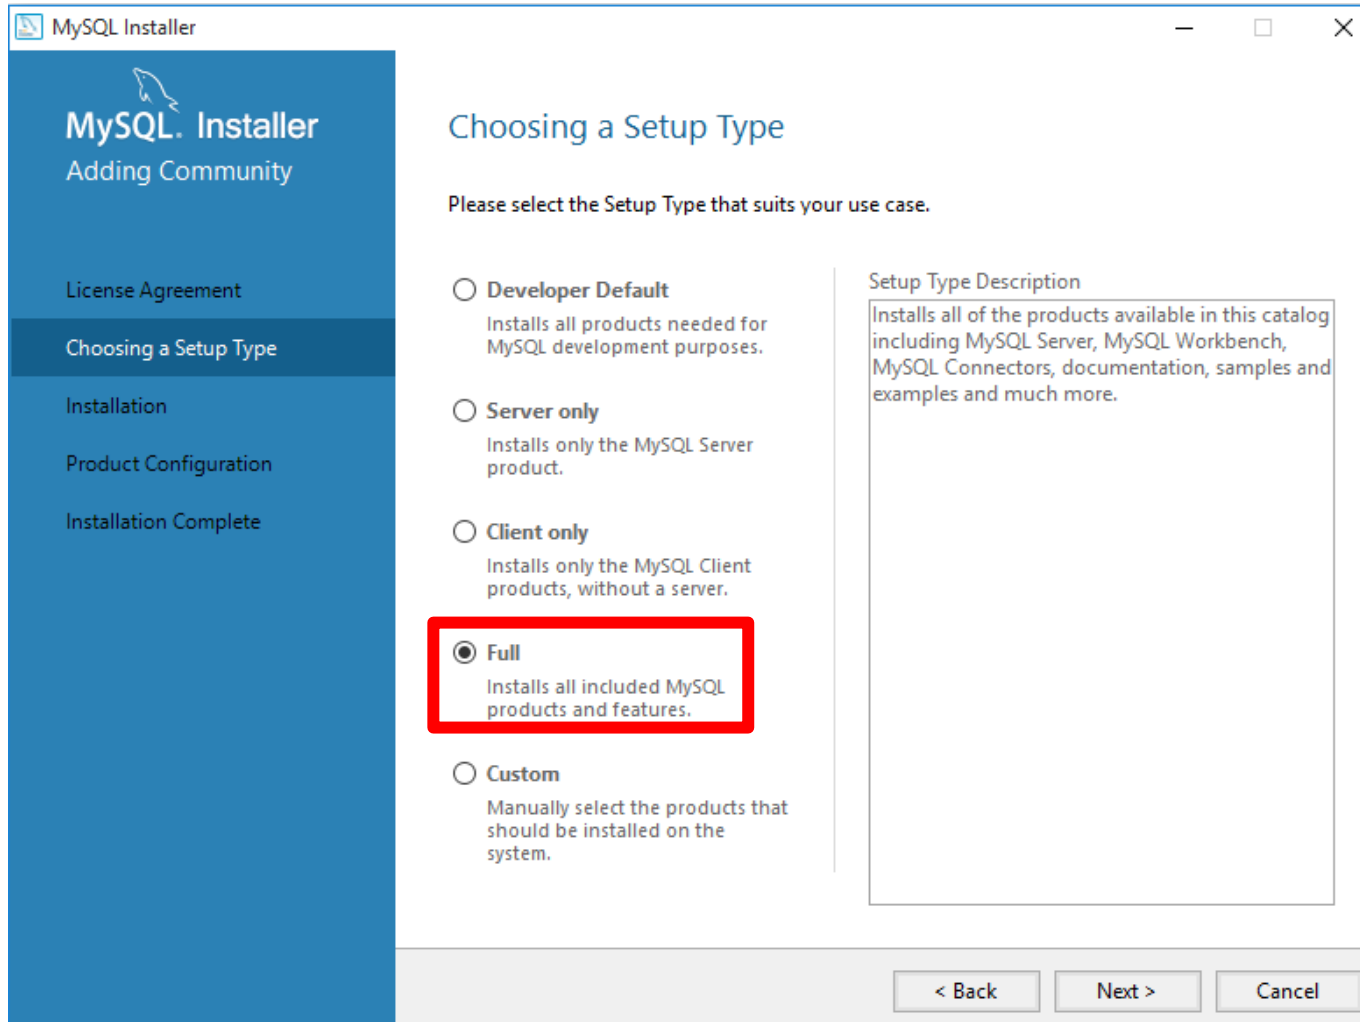 MySQL Installer
MySQL. Installer
Adding Community
License Agreement
Choosing a Setup Type
Installation
Product Configuration
Installation Complete
Choosing a Setup Type
Please select the Setup Type that suits your use case.
Developer Default
Installs all products needed for
MySQL development purposes.
Server only
Installs only the MySQL Server
product.
Client only
Installs only the MySQL Client
products, without a server.
Full
Installs all included MySQL
products and features.
Custom
Manually select the products that
should be installed on the
system.
Setup Type Description
Installs all of the products available in this catalog
including MySQL Server, MySQL Workbench,
MySQL Connectors, documentation, samples and
examples and much more.
< Back
Next >
Cancel